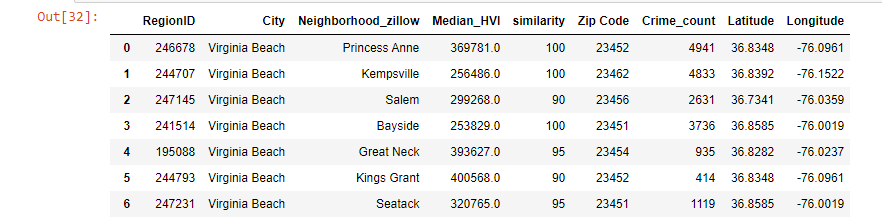 Out[32]:
RegionID City Neighborhood_zillow Median_HVI similarity Zip Code Crime_count Latitude Longitude
0 246678 Virginia Beach Princess Anne 369781.0 100 23452 4941 36.8348 -76.0961
1 244707 Virginia Beach Kempsville 256486.0 100 23462 4833 36.8392 -76.1522
2 247145 Virginia Beach Salem 299268.0 90 23456 2631 36.7341 -76.0359
3 241514 Virginia Beach Bayside 253829.0 100 23451 3736 36.8585 -76.0019
4 195088 Virginia Beach Great Neck 393627.0 95 23454 935 36.8282 -76.0237
5 244793 Virginia Beach Kings Grant 400568.0 90 23452 414 36.8348 -76.0961
6 247231 Virginia Beach Seatack 320765.0 95 23451 1119 36.8585 -76.0019